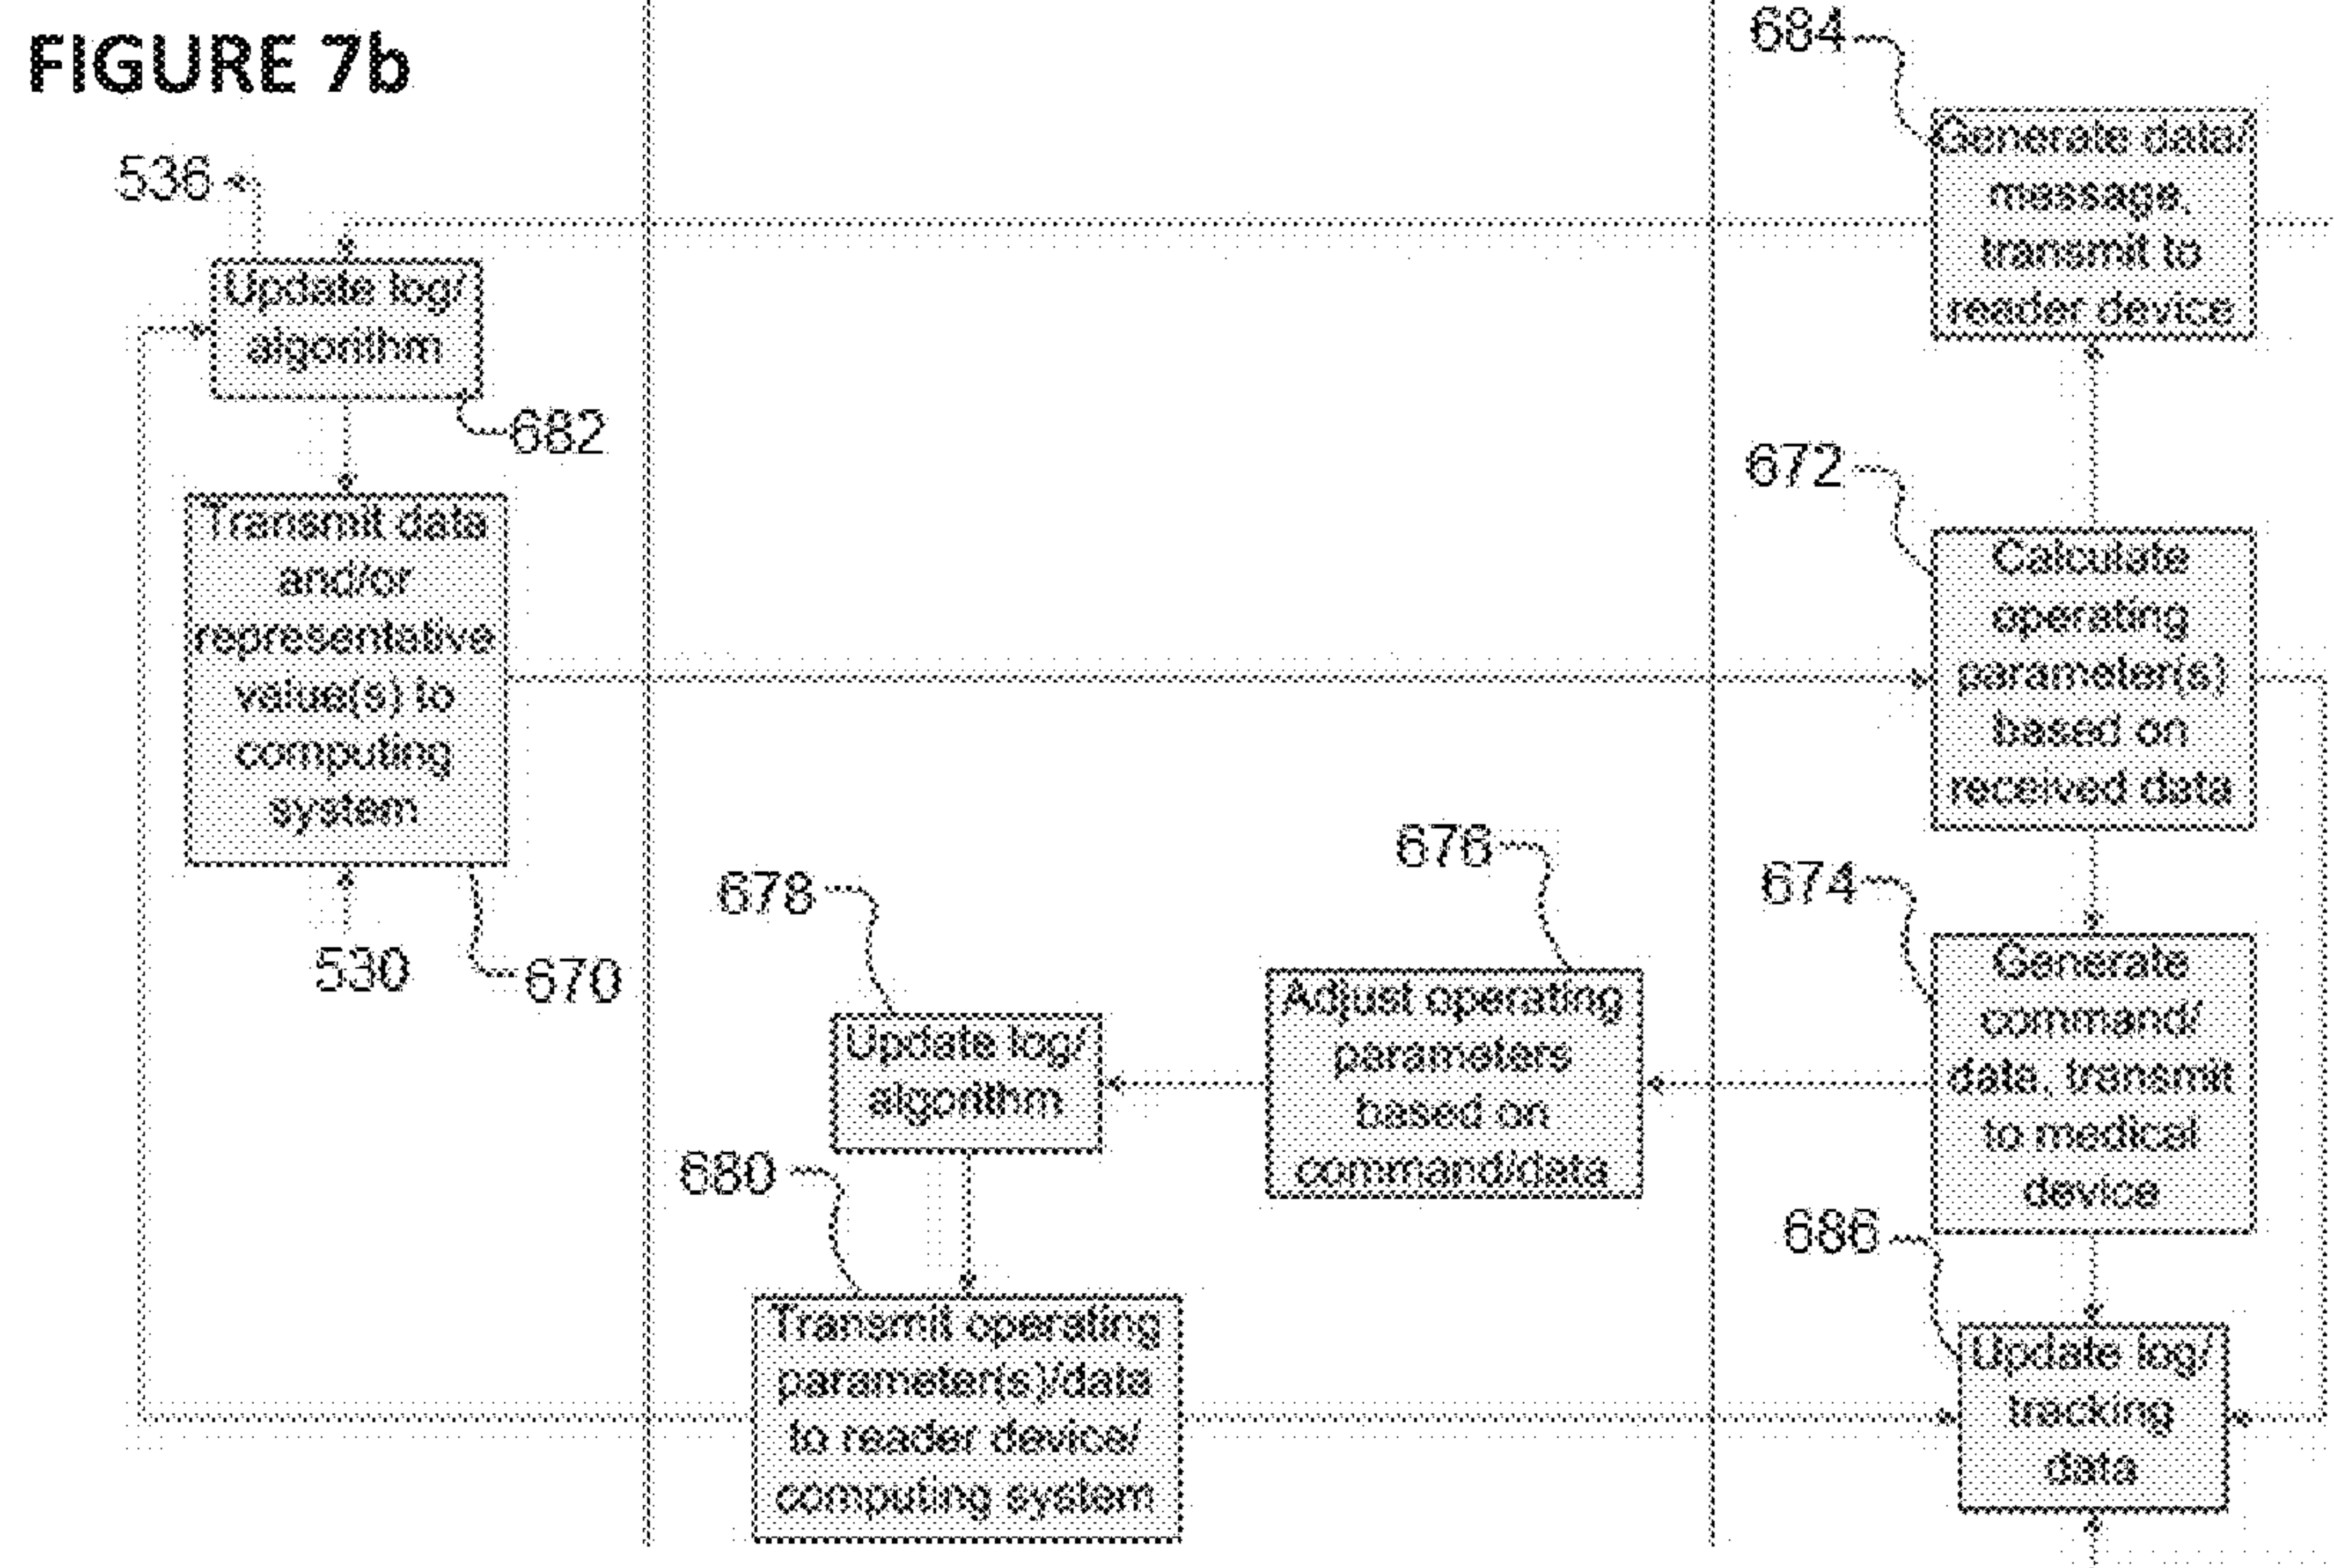 FIGURE 7b
684
Generate data/
message,
transmit to
reader device
536
Update log/
algorithm
682
672
Transmit data
and/or
representative
value(s) to
computing
system
530
670
Calculate
operating
parameter(s)
based on
received data
676
678
674
Update log/
algorithm
Adjust operating
parameters
based on
command/data
Generate
command/
data, transmit
to medical
device
680
686
Transmit operating
parameter(s)/data
to reader device/
computing system
Update log/
tracking
data